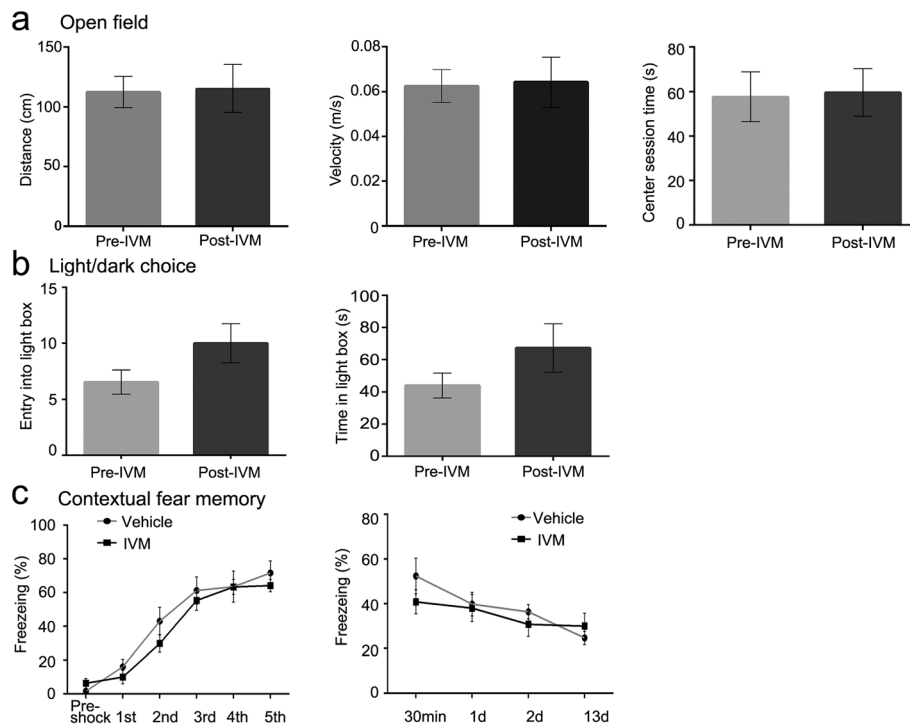 a Open field
150
100
50
0
Distance (cm)
Pre-IVM Post-IVM
0.08
0.06
0.04
0.02
0
Velocity (m/s)
Pre-IVM Post-IVM
80
60
40
20
0
Center session time (s)
Pre-IVM Post-IVM
b Light/dark choice
15
10
5
0
Entry into light box
Pre-IVM Post-IVM
100
80
60
40
20
0
Time in light box (s)
Pre-IVM Post-IVM
c Contextual fear memory
Vehicle
IVM
100
80
60
40
20
0
Freezeing (%)
Pre-
shock 1st 2nd 3rd 4th 5th
Vehicle
IVM
80
60
40
20
0
Freezeing (%)
30min 1d 2d 13d